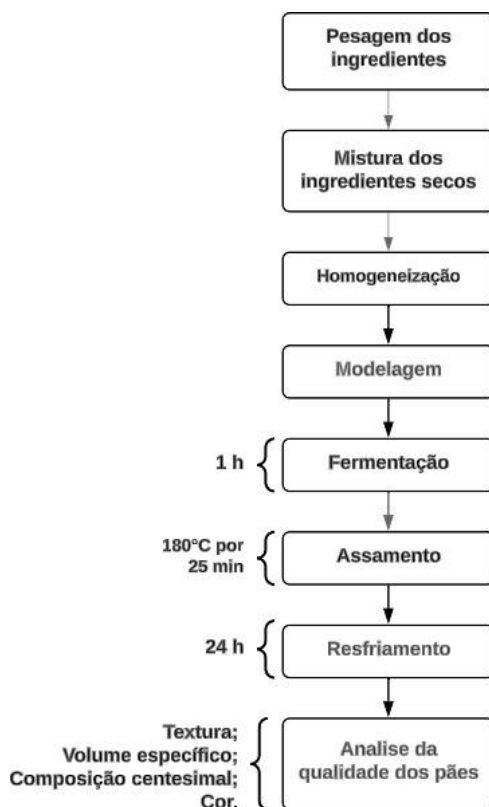 Pesagem dos
ingredientes
Mistura dos
ingredientes secos
Homogeneização
Modelagem
1 h
Fermentação
180°C por
25 min
Assamento
24 h
Resfriamento
Textura;
Volume específico;
Composição centesimal;
Cor.
Analise da
qualidade dos pães